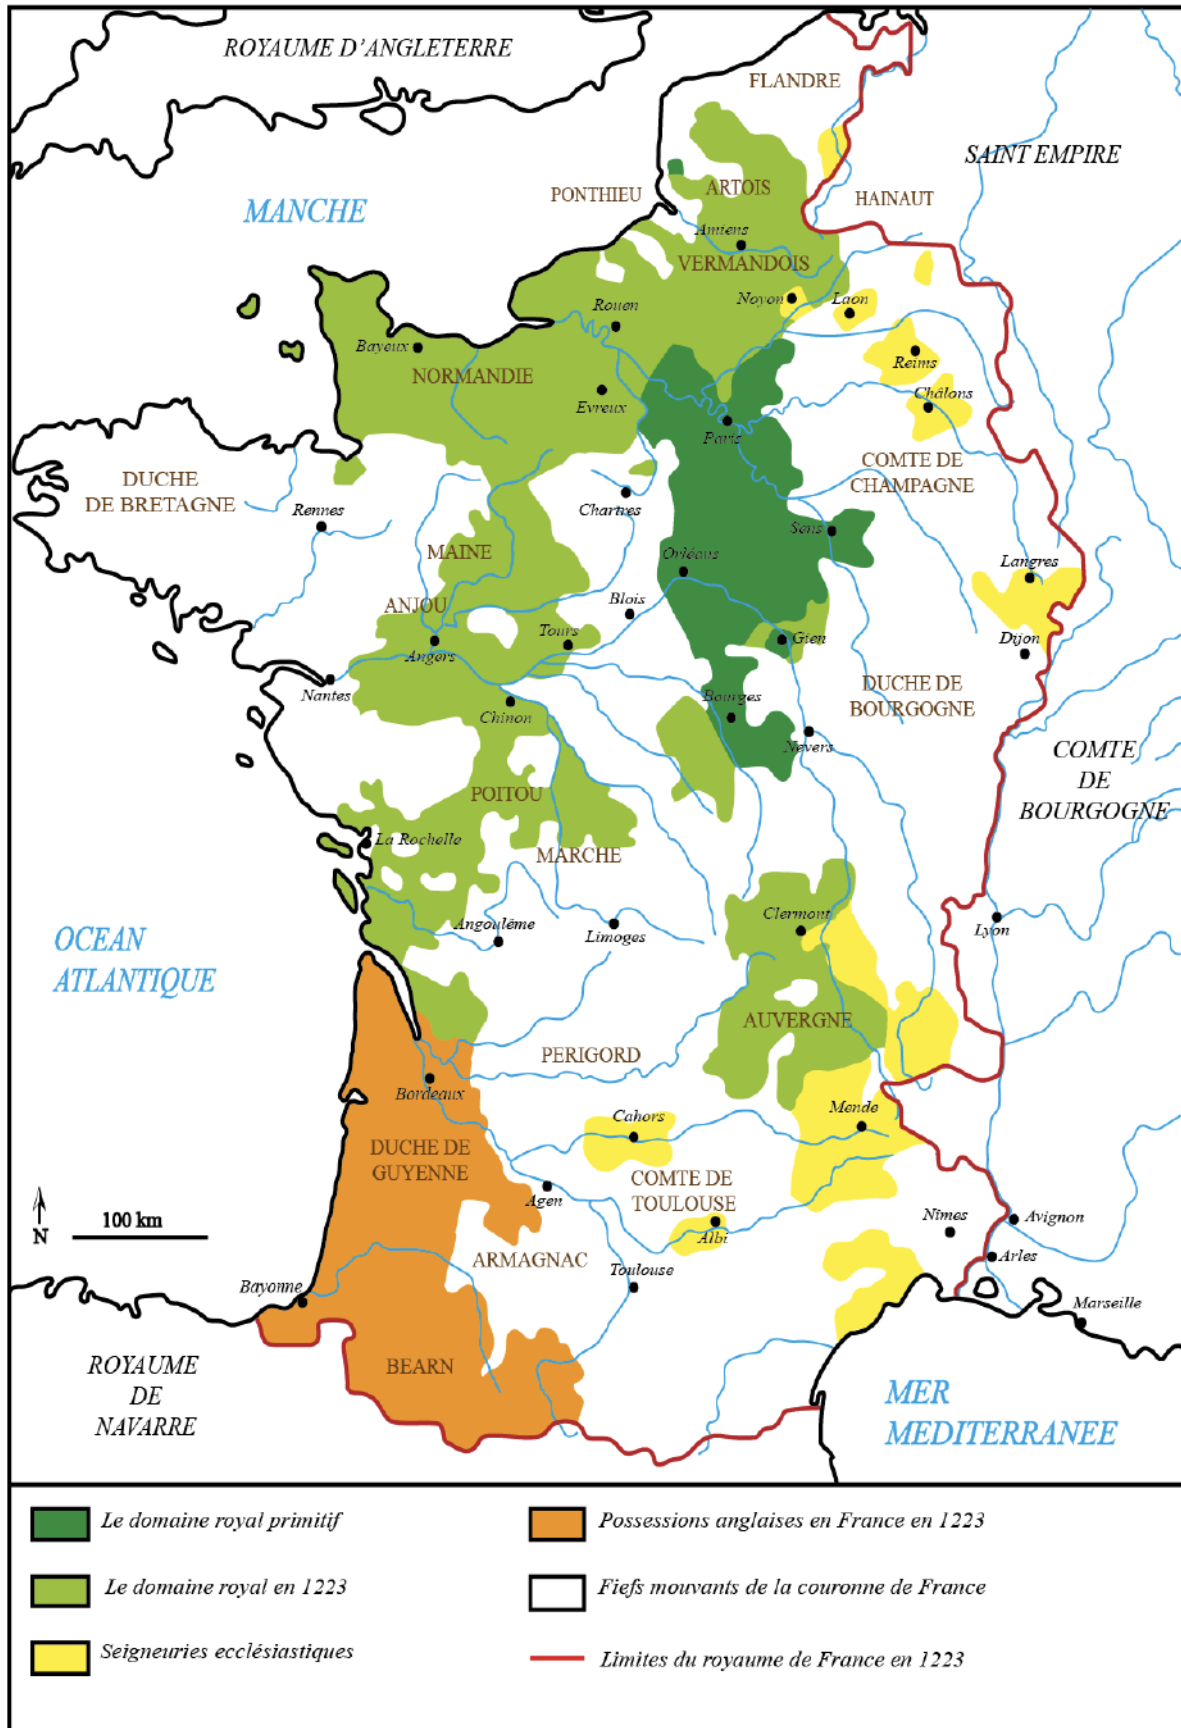 ROYAUME D'ANGLETERRE
FLANDRE
SAINT EMPIRE
MANCHE
PONTHIEU
ARTOIS
HAINAUT
Amiens
VERMANDOIS
Noyon
Laon
Rouen
Bayeux
Reims
NORMANDIE
Evreux
Châlons
Paris
DUCHE
DE BRETAGNE
COMTE DE
CHAMPAGNE
Rennes
Chartres
Sens
MAINE
Orléans
Langres
ANJOU
Blois
Tours
Gien
Dijon
Angers
Nantes
Chinon
Bourges
DUCHE DE
BOURGOGNE
Nevers
COMTE
DE
BOURGOGNE
POITOU
La Rochelle
MARCHE
Angoulême
Limoges
Clermont
Lyon
OCEAN
ATLANTIQUE
AUVERGNE
PERIGORD
Bordeaux
Cahors
Mende
DUCHE DE
GUYENNE
COMTE DE
TOULOUSE
Agen
Albi
Nîmes
Avignon
100 km
N
ARMAGNAC
Toulouse
Arles
Bayonne
Marseille
ROYAUME
DE
NAVARRE
BEARN
MER
MEDITERRANEE
Le domaine royal primitif
Possessions anglaises en France en 1223
Le domaine royal en 1223
Fiefs mouvants de la couronne de France
Seigneuries ecclésiastiques
Limites du royaume de France en 1223